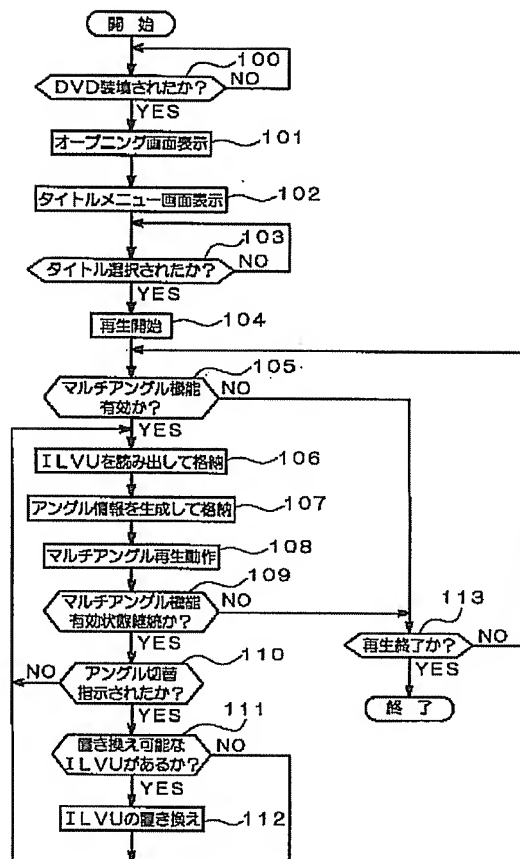 開始
100
DVD装填されたか?
NO
YES
101
オープニング画面表示
102
タイトルメニュー画面表示
103
タイトル選択されたか?
NO
YES
再生開始
104
105
マルチアングル機能
有効か?
NO
YES
ILVUを読み出して格納
106
アングル情報を生成して格納
107
マルチアングル再生動作
108
109
マルチアングル機能
有効状態継続か?
NO
YES
113
再生終了か?
NO
YES
終了
110
NO
アングル切替
指示されたか?
YES
111
置き換え可能な
ILVUがあるか?
NO
YES
ILVUの置き換え
112